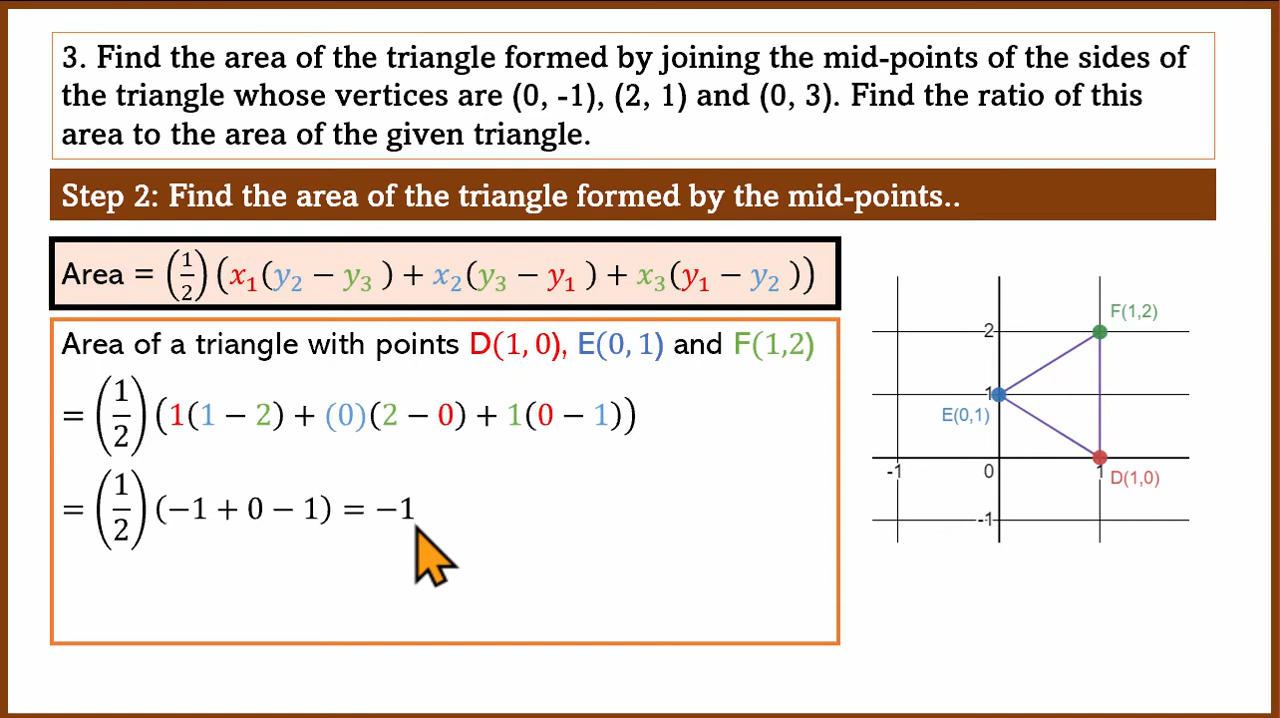 3. Find the area of the triangle formed by joining the mid-points of the sides of
the triangle whose vertices are (0, -1), (2, 1) and (0, 3). Find the ratio of this
area to the area of the given triangle.
Step 2: Find the area of the triangle formed by the mid-points..
Area = (1/2)(x₁(y₂ − y₃ ) + x₂(y₃ − y₁ ) + x₃(y₁ − y₂ ))
Area of a triangle with points D(1, 0), E(0, 1) and F(1,2)
= (1/2)(1(1 − 2) + (0)(2 − 0) + 1(0 − 1))
= (1/2)(−1 + 0 − 1) = −1
F(1,2)
2
1
E(0,1)
-1 0 1 D(1,0)
-1